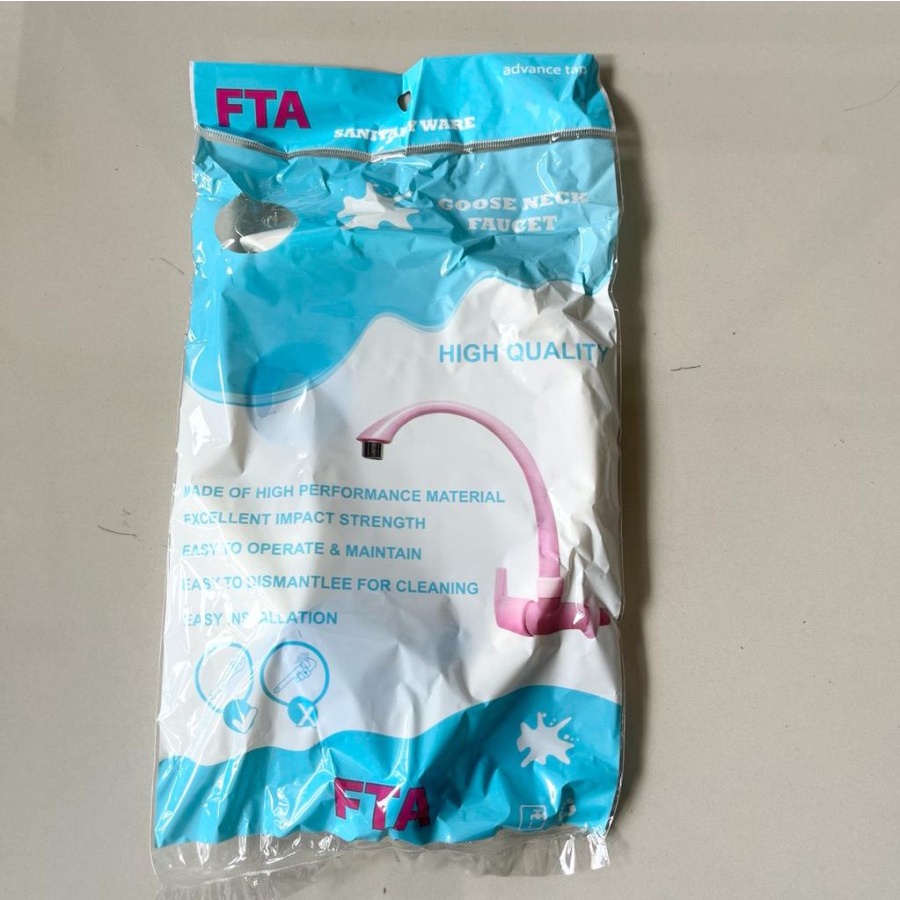 advance tap
FTA
SANITARY WARE
GOOSE NECK
FAUCET
HIGH QUALITY
MADE OF HIGH PERFORMANCE MATERIAL
EXCELLENT IMPACT STRENGTH
EASY TO OPERATE & MAINTAIN
EASY TO DISMANTLEE FOR CLEANING
EASY INSTALLATION
FTA